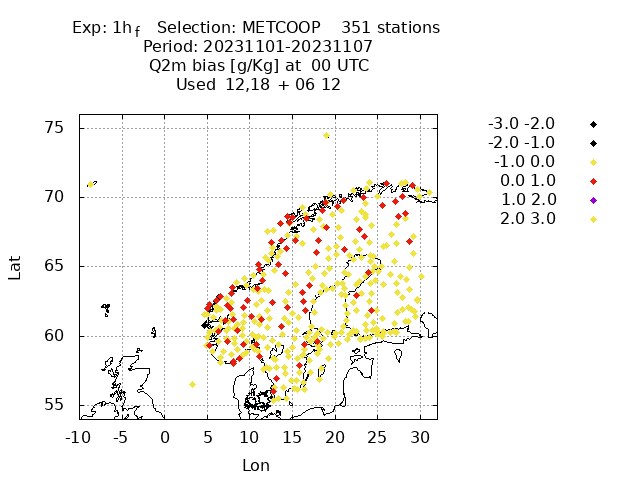 Exp: 1h f   Selection: METCOOP    351 stations
Period: 20231101-20231107
Q2m bias [g/Kg] at  00 UTC
Used  12,18 + 06 12
-3.0 -2.0
-2.0 -1.0
-1.0 0.0
0.0 1.0
1.0 2.0
2.0 3.0
75
70
65
60
55
Lat
-10 -5 0 5 10 15 20 25 30
Lon